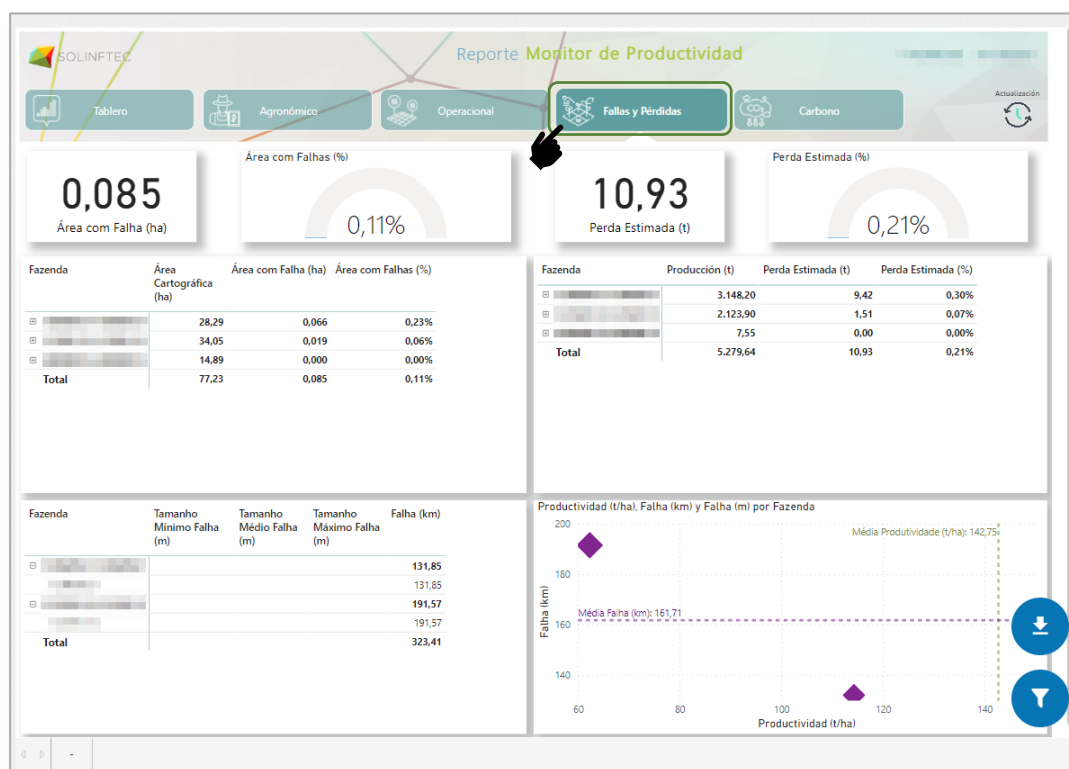 SOLINFTEC
Reporte Monitor de Productividad
Tablero
Agronómico
Operacional
Fallas y Pérdidas
Carbono
Actualización
0,085
Área com Falha (ha)
Área com Falhas (%)
0,11%
10,93
Perda Estimada (t)
Perda Estimada (%)
0,21%
Fazenda Área Cartográfica (ha) Área com Falha (ha) Área com Falhas (%)
28,29 0,066 0,23%
34,05 0,019 0,06%
14,89 0,000 0,00%
Total 77,23 0,085 0,11%
Fazenda Producción (t) Perda Estimada (t) Perda Estimada (%)
3.148,20 9,42 0,30%
2.123,90 1,51 0,07%
7,55 0,00 0,00%
Total 5.279,64 10,93 0,21%
Fazenda Tamanho Mínimo Falha (m) Tamanho Médio Falha (m) Tamanho Máximo Falha (m) Falha (km)
131,85
131,85
191,57
191,57
Total 323,41
Productividad (t/ha), Falha (km) y Falha (m) por Fazenda
200
Média Produtividade (t/ha): 142,75
180
Média Falha (km): 161,71
160
140
Falha (km)
60 80 100 120 140
Productividad (t/ha)
-